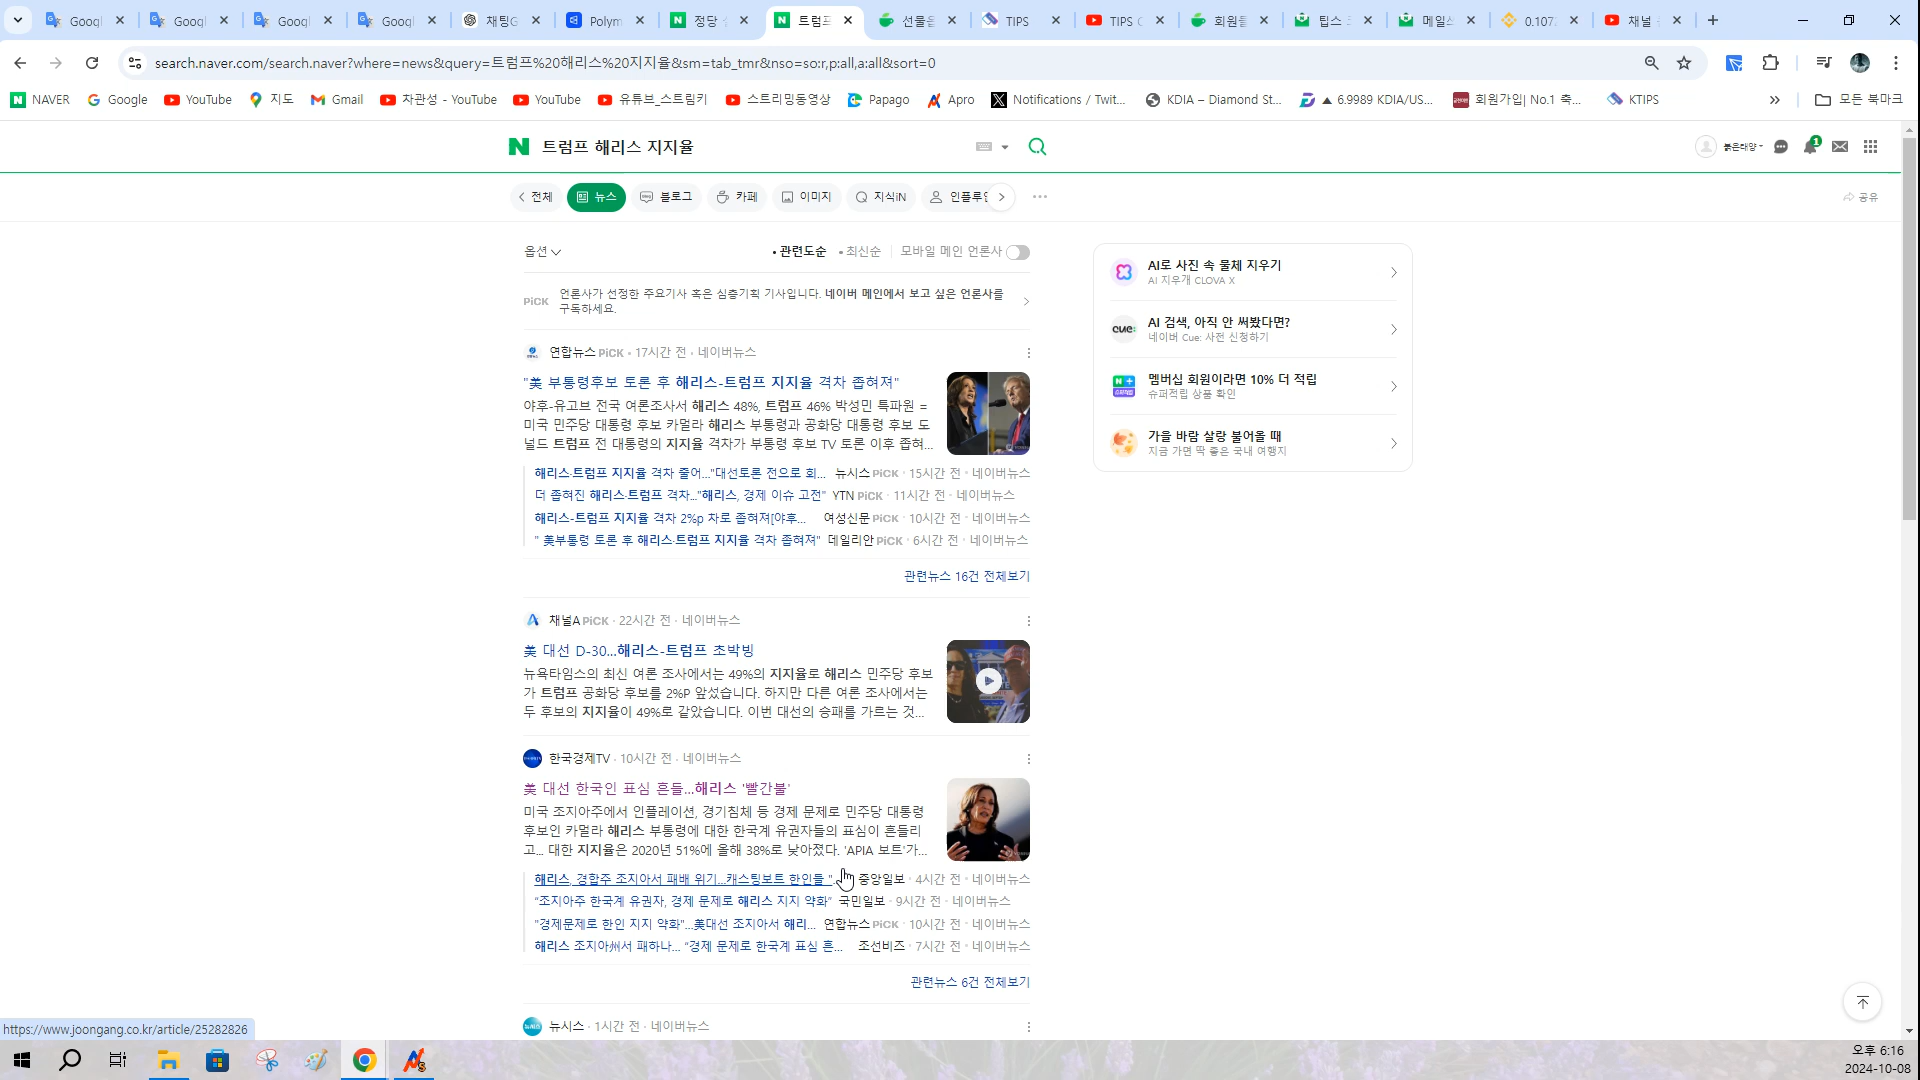 Googl
Googl
Googl
Googl
채팅G
Polym
정당
트럼프
선물옵
TIPS
TIPS C
회원들
팁스
메일
0.107
채널
search.naver.com/search.naver?where=news&query=트럼프%20해리스%20지지율&sm=tab_tmr&nso=so:r,p:all,a:all&sort=0
NAVER
Google
YouTube
지도
Gmail
차관성 - YouTube
YouTube
유튜브_스트림키
스트리밍동영상
Papago
Apro
Notifications / Twit...
KDIA – Diamond St...
▲ 6.9989 KDIA/US...
회원가입| No.1 축...
KTIPS
모든 북마크
트럼프 해리스 지지율
붉은태양
1
전체
뉴스
블로그
카페
이미지
지식iN
인플루언
공유
옵션
관련도순
최신순
모바일 메인 언론사
PiCK
언론사가 선정한 주요기사 혹은 심층기획 기사입니다. 네이버 메인에서 보고 싶은 언론사를
구독하세요.
연합뉴스 PiCK · 17시간 전 · 네이버뉴스
"美 부통령후보 토론 후 해리스-트럼프 지지율 격차 좁혀져"
야후-유고브 전국 여론조사서 해리스 48%, 트럼프 46% 박성민 특파원 =
미국 민주당 대통령 후보 카멀라 해리스 부통령과 공화당 대통령 후보 도
널드 트럼프 전 대통령의 지지율 격차가 부통령 후보 TV 토론 이후 좁혀...
해리스·트럼프 지지율 격차 줄어..."대선토론 전으로 회... 뉴시스 PiCK · 15시간 전 · 네이버뉴스
더 좁혀진 해리스·트럼프 격차..."해리스, 경제 이슈 고전" YTN PiCK · 11시간 전 · 네이버뉴스
해리스-트럼프 지지율 격차 2%p 차로 좁혀져[야후... 여성신문 PiCK · 10시간 전 · 네이버뉴스
" 美부통령 토론 후 해리스·트럼프 지지율 격차 좁혀져" 데일리안 PiCK · 6시간 전 · 네이버뉴스
관련뉴스 16건 전체보기
채널A PiCK · 22시간 전 · 네이버뉴스
美 대선 D-30...해리스-트럼프 초박빙
뉴욕타임스의 최신 여론 조사에서는 49%의 지지율로 해리스 민주당 후보
가 트럼프 공화당 후보를 2%P 앞섰습니다. 하지만 다른 여론 조사에서는
두 후보의 지지율이 49%로 같았습니다. 이번 대선의 승패를 가르는 것...
한국경제TV · 10시간 전 · 네이버뉴스
美 대선 한국인 표심 흔들...해리스 '빨간불'
미국 조지아주에서 인플레이션, 경기침체 등 경제 문제로 민주당 대통령
후보인 카멀라 해리스 부통령에 대한 한국계 유권자들의 표심이 흔들리
고... 대한 지지율은 2020년 51%에 올해 38%로 낮아졌다. 'APIA 보트'가...
해리스, 경합주 조지아서 패배 위기...캐스팅보트 한인들 " 중앙일보 · 4시간 전 · 네이버뉴스
"조지아주 한국계 유권자, 경제 문제로 해리스 지지 약화" 국민일보 · 9시간 전 · 네이버뉴스
"경제문제로 한인 지지 약화"...美대선 조지아서 해리... 연합뉴스 PiCK · 10시간 전 · 네이버뉴스
해리스 조지아州서 패하나... "경제 문제로 한국계 표심 흔... 조선비즈 · 7시간 전 · 네이버뉴스
관련뉴스 6건 전체보기
뉴시스 · 1시간 전 · 네이버뉴스
AI로 사진 속 물체 지우기
AI 지우개 CLOVA X
cue:
AI 검색, 아직 안 써봤다면?
네이버 Cue: 사전 신청하기
멤버십 회원이라면 10% 더 적립
슈퍼적립 상품 확인
가을 바람 살랑 불어올 때
지금 가면 딱 좋은 국내 여행지
https://www.joongang.co.kr/article/25282826
오후 6:16
2024-10-08